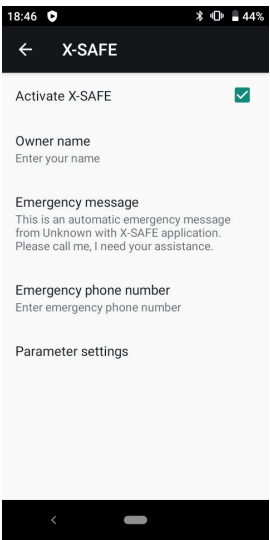 18:46 44%
X-SAFE
Activate X-SAFE
Owner name
Enter your name
Emergency message
This is an automatic emergency message
from Unknown with X-SAFE application.
Please call me, I need your assistance.
Emergency phone number
Enter emergency phone number
Parameter settings